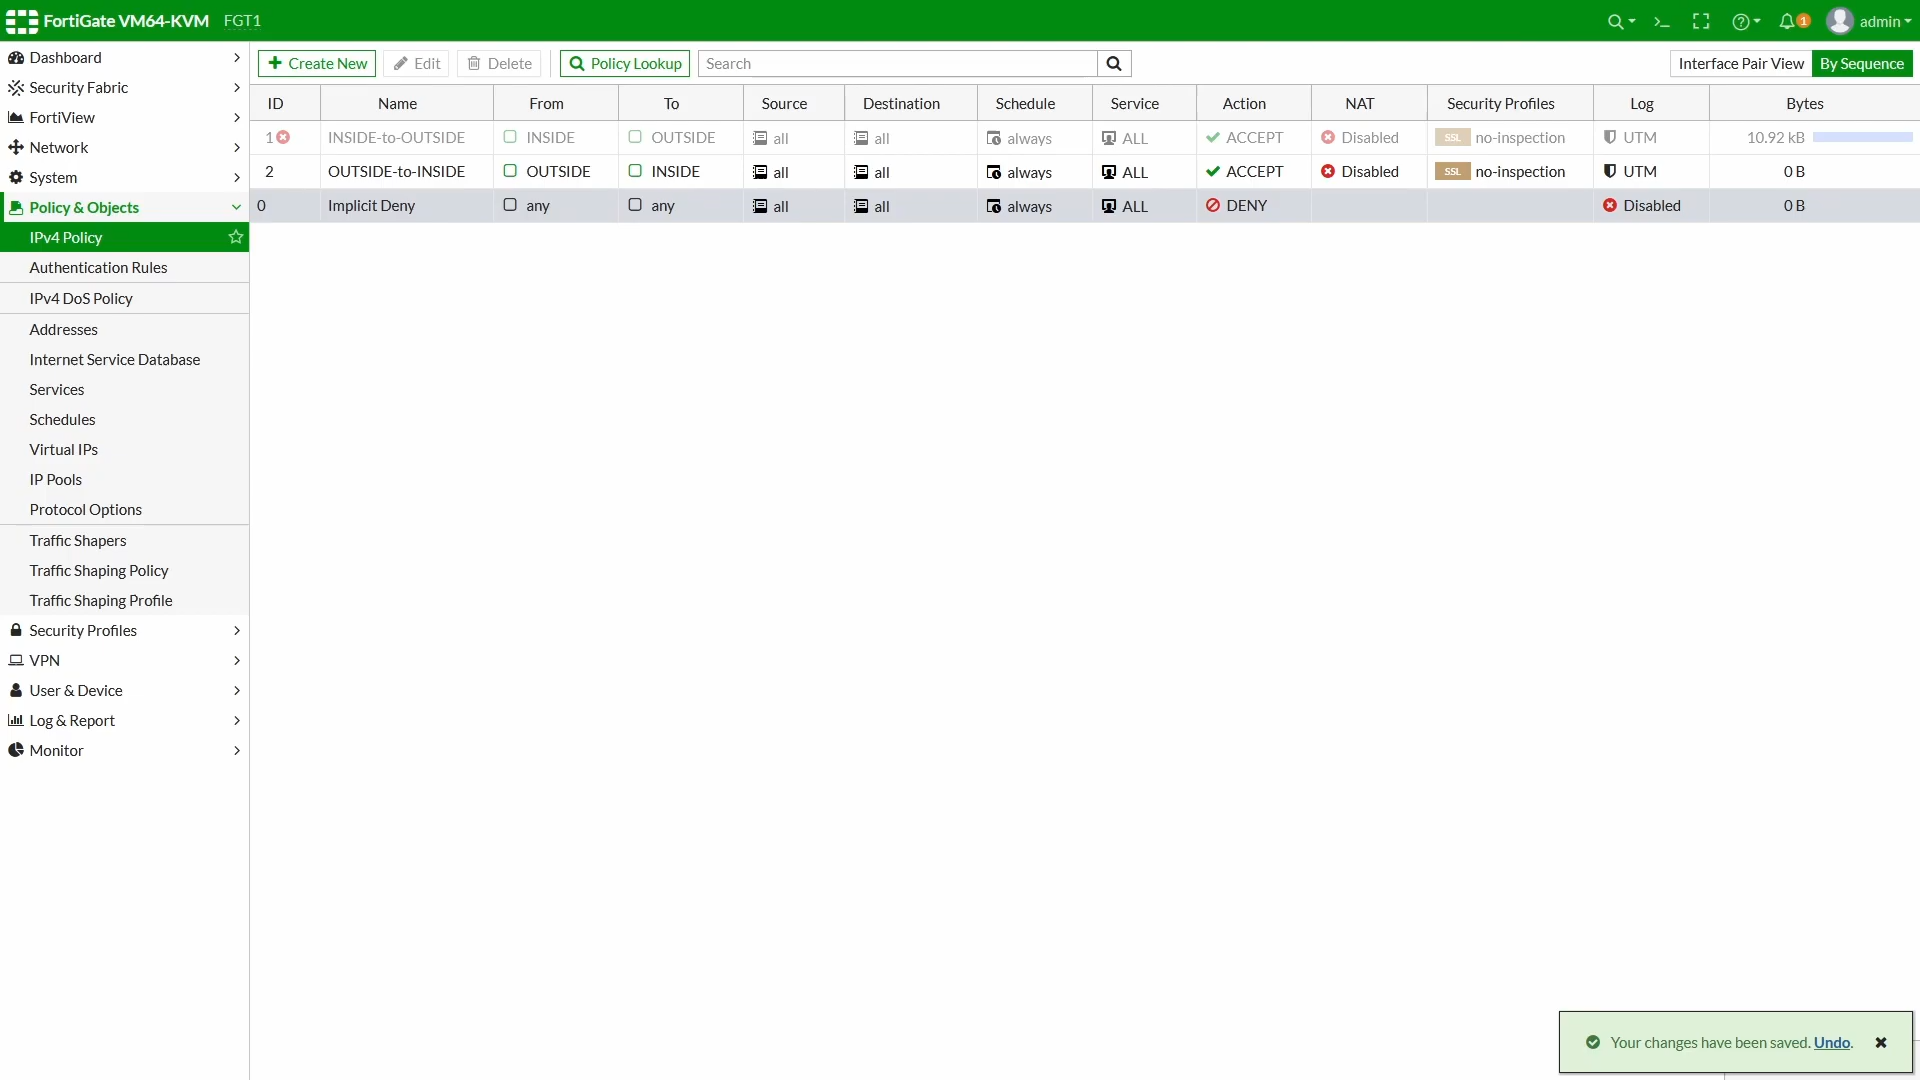 FortiGate VM64-KVM FGT1 1 admin
Dashboard
Security Fabric
FortiView
Network
System
Policy & Objects
IPv4 Policy
Authentication Rules
IPv4 DoS Policy
Addresses
Internet Service Database
Services
Schedules
Virtual IPs
IP Pools
Protocol Options
Traffic Shapers
Traffic Shaping Policy
Traffic Shaping Profile
Security Profiles
VPN
User & Device
Log & Report
Monitor
Create New Edit Delete Policy Lookup Search Interface Pair View By Sequence
ID Name From To Source Destination Schedule Service Action NAT Security Profiles Log Bytes
1 INSIDE-to-OUTSIDE INSIDE OUTSIDE all all always ALL ACCEPT Disabled SSL no-inspection UTM 10.92 kB
2 OUTSIDE-to-INSIDE OUTSIDE INSIDE all all always ALL ACCEPT Disabled SSL no-inspection UTM 0 B
0 Implicit Deny any any all all always ALL DENY Disabled 0 B
Your changes have been saved. Undo.